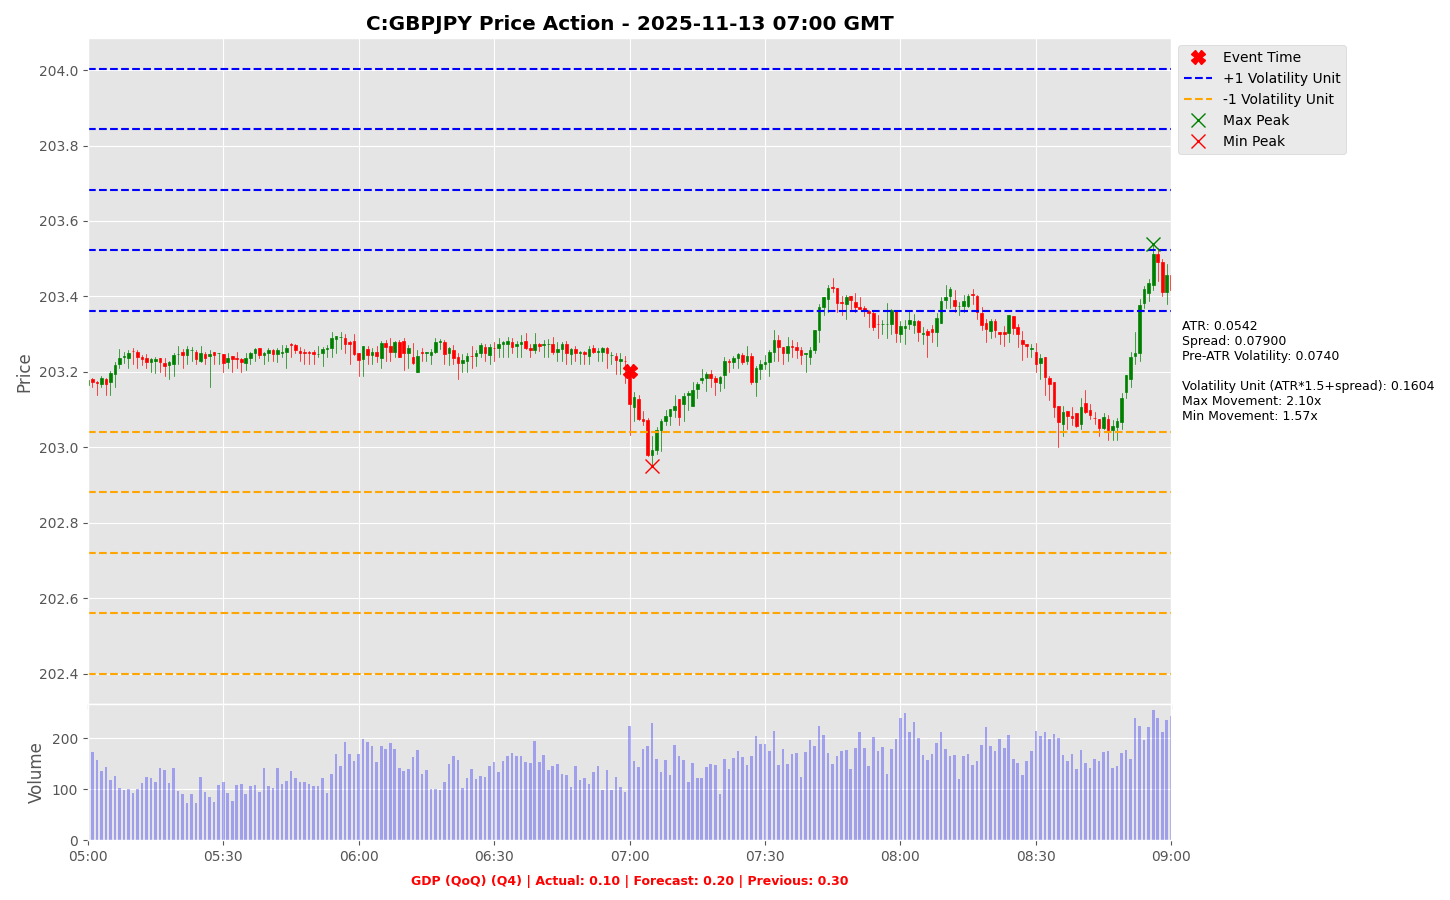 C:GBPJPY Price Action - 2025-11-13 07:00 GMT
Event Time
+1 Volatility Unit
-1 Volatility Unit
Max Peak
Min Peak
Price
204.0
203.8
203.6
203.4
203.2
203.0
202.8
202.6
202.4
ATR: 0.0542
Spread: 0.07900
Pre-ATR Volatility: 0.0740
Volatility Unit (ATR*1.5+spread): 0.1604
Max Movement: 2.10x
Min Movement: 1.57x
Volume
200
100
0
05:00 05:30 06:00 06:30 07:00 07:30 08:00 08:30 09:00
GDP (QoQ) (Q4) | Actual: 0.10 | Forecast: 0.20 | Previous: 0.30